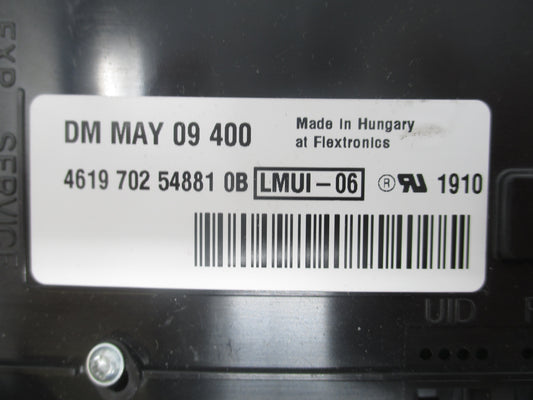 DM MAY 09 400
Made in Hungary
at Flextronics
4619 702 54881 0B LMUI-06 ® 1910
EXP SERVICE
UID